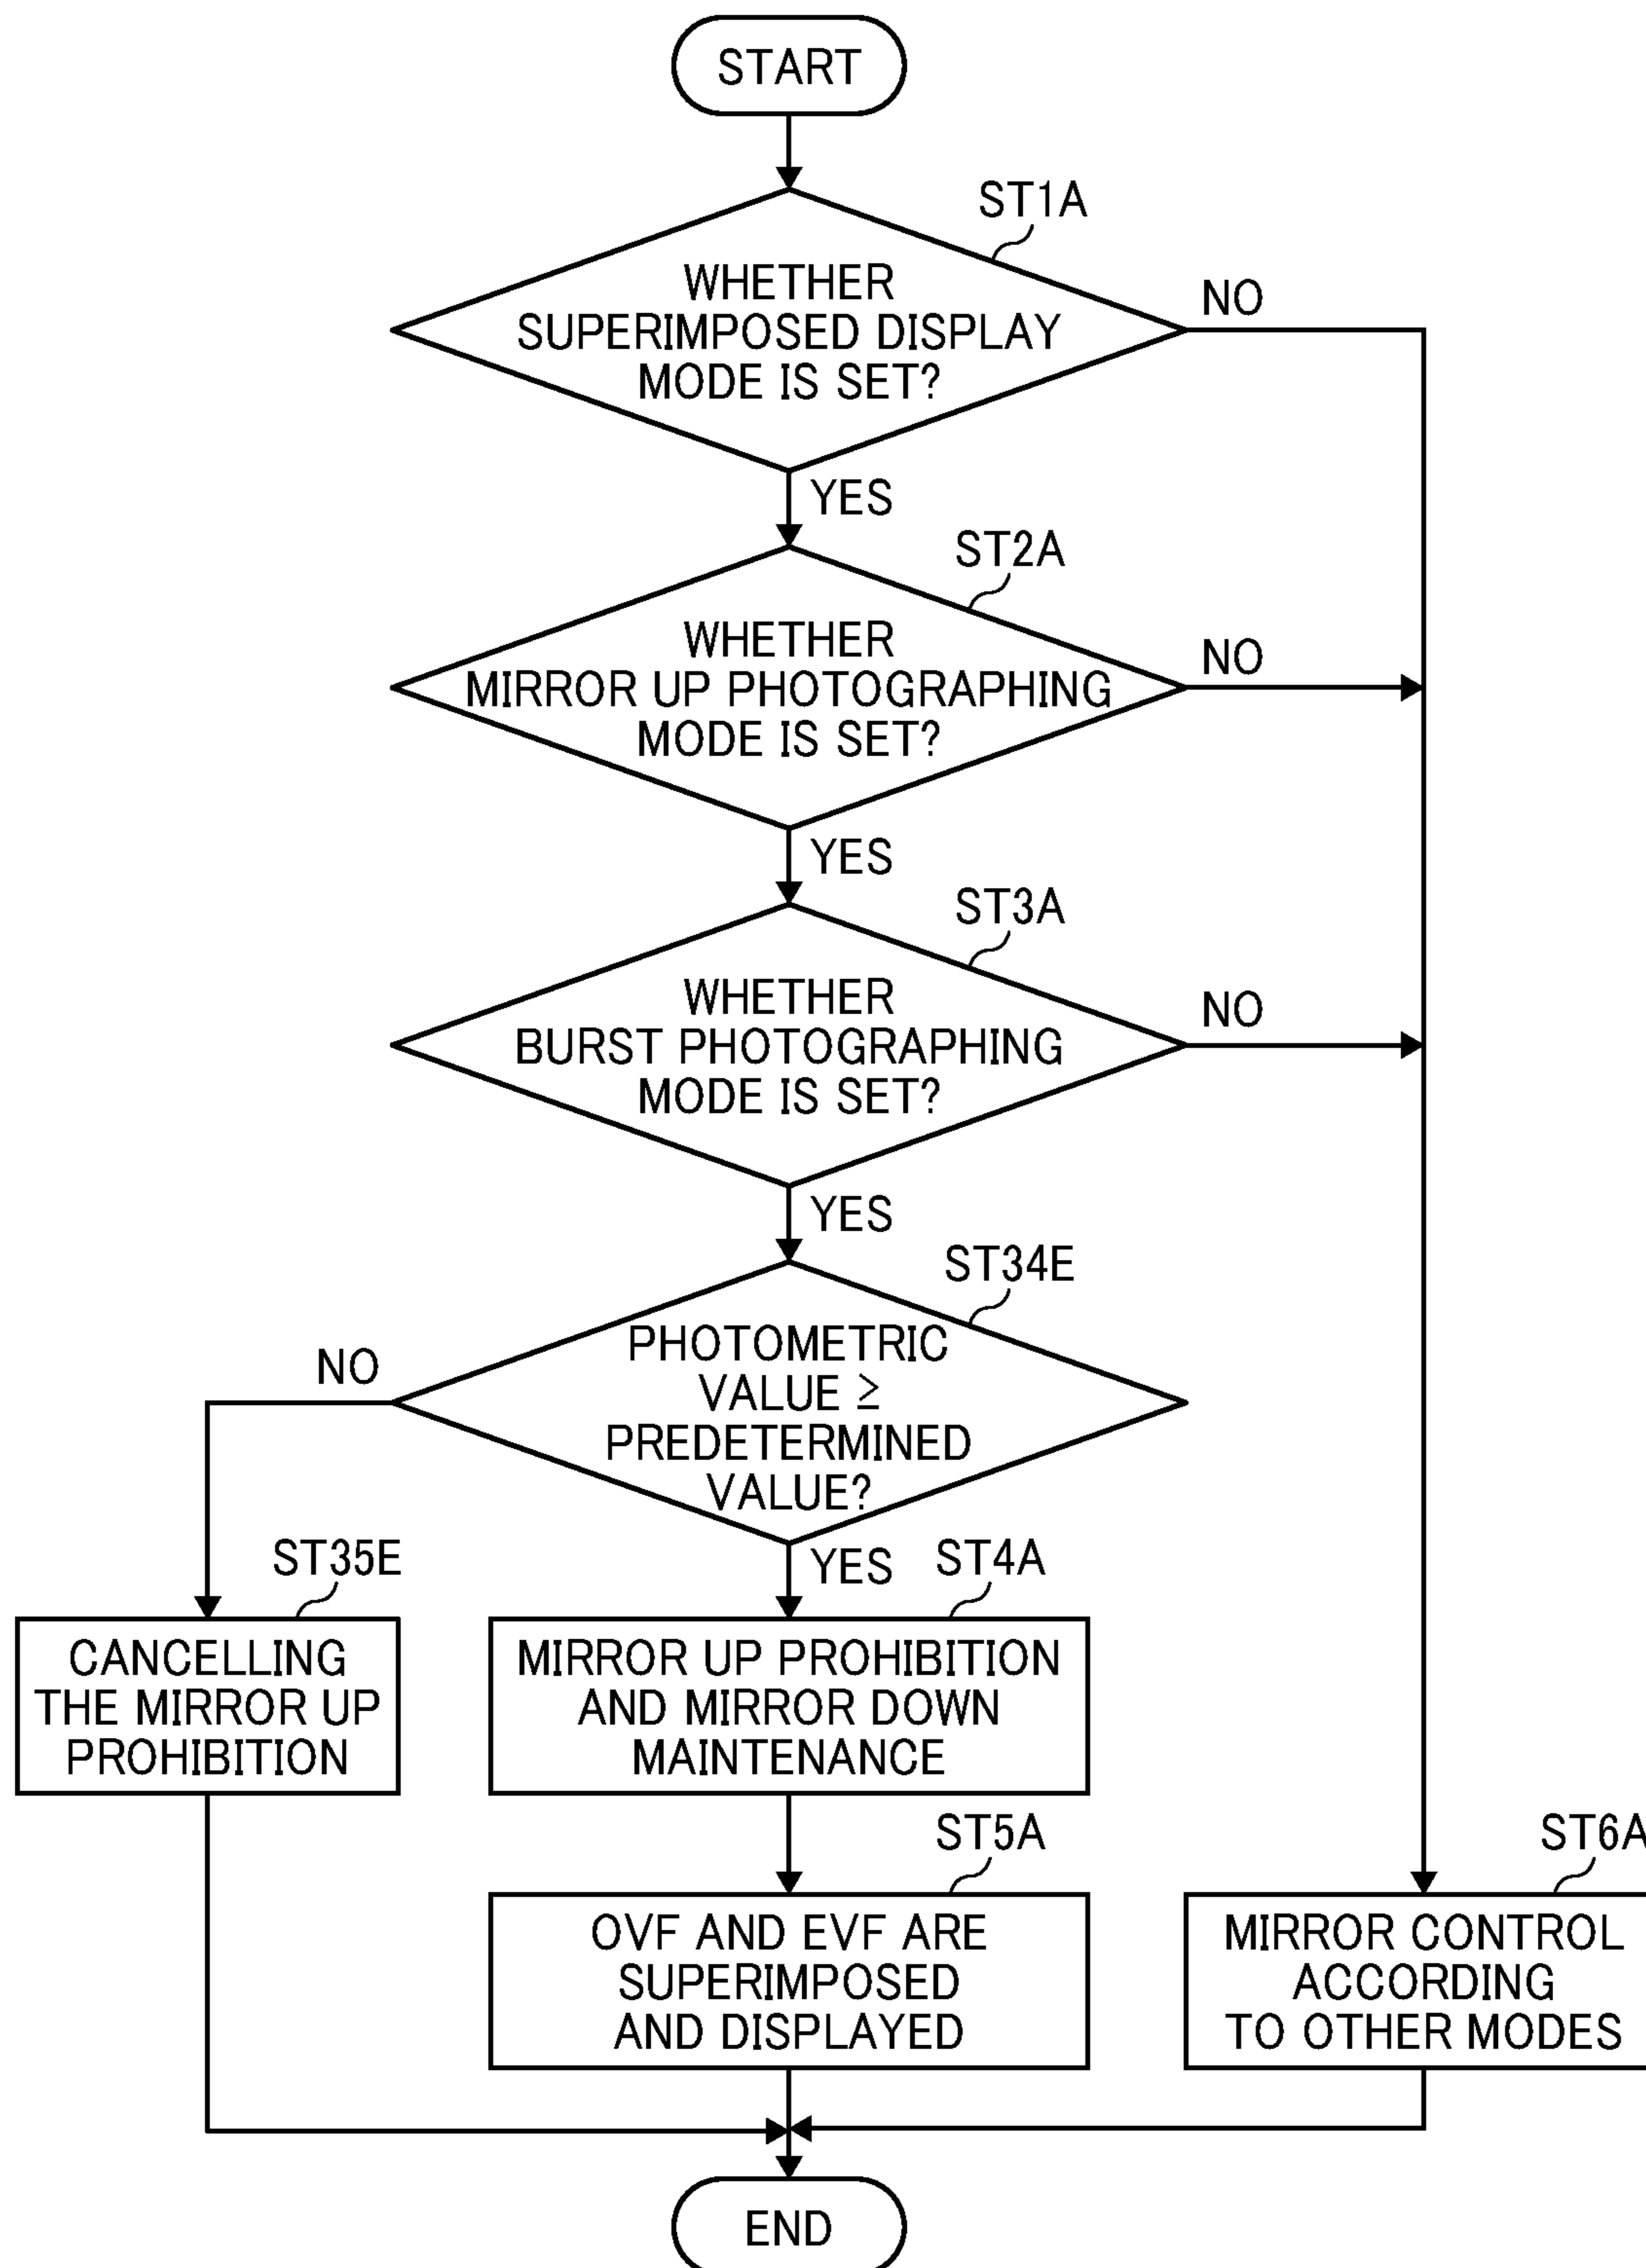 START
ST1A
WHETHER
SUPERIMPOSED DISPLAY
MODE IS SET?
NO
YES
ST2A
WHETHER
MIRROR UP PHOTOGRAPHING
MODE IS SET?
NO
YES
ST3A
WHETHER
BURST PHOTOGRAPHING
MODE IS SET?
NO
YES
ST34E
PHOTOMETRIC
VALUE ≥
PREDETERMINED
VALUE?
NO
YES
ST35E
CANCELLING
THE MIRROR UP
PROHIBITION
ST4A
MIRROR UP PROHIBITION
AND MIRROR DOWN
MAINTENANCE
ST5A
OVF AND EVF ARE
SUPERIMPOSED
AND DISPLAYED
ST6A
MIRROR CONTROL
ACCORDING
TO OTHER MODES
END